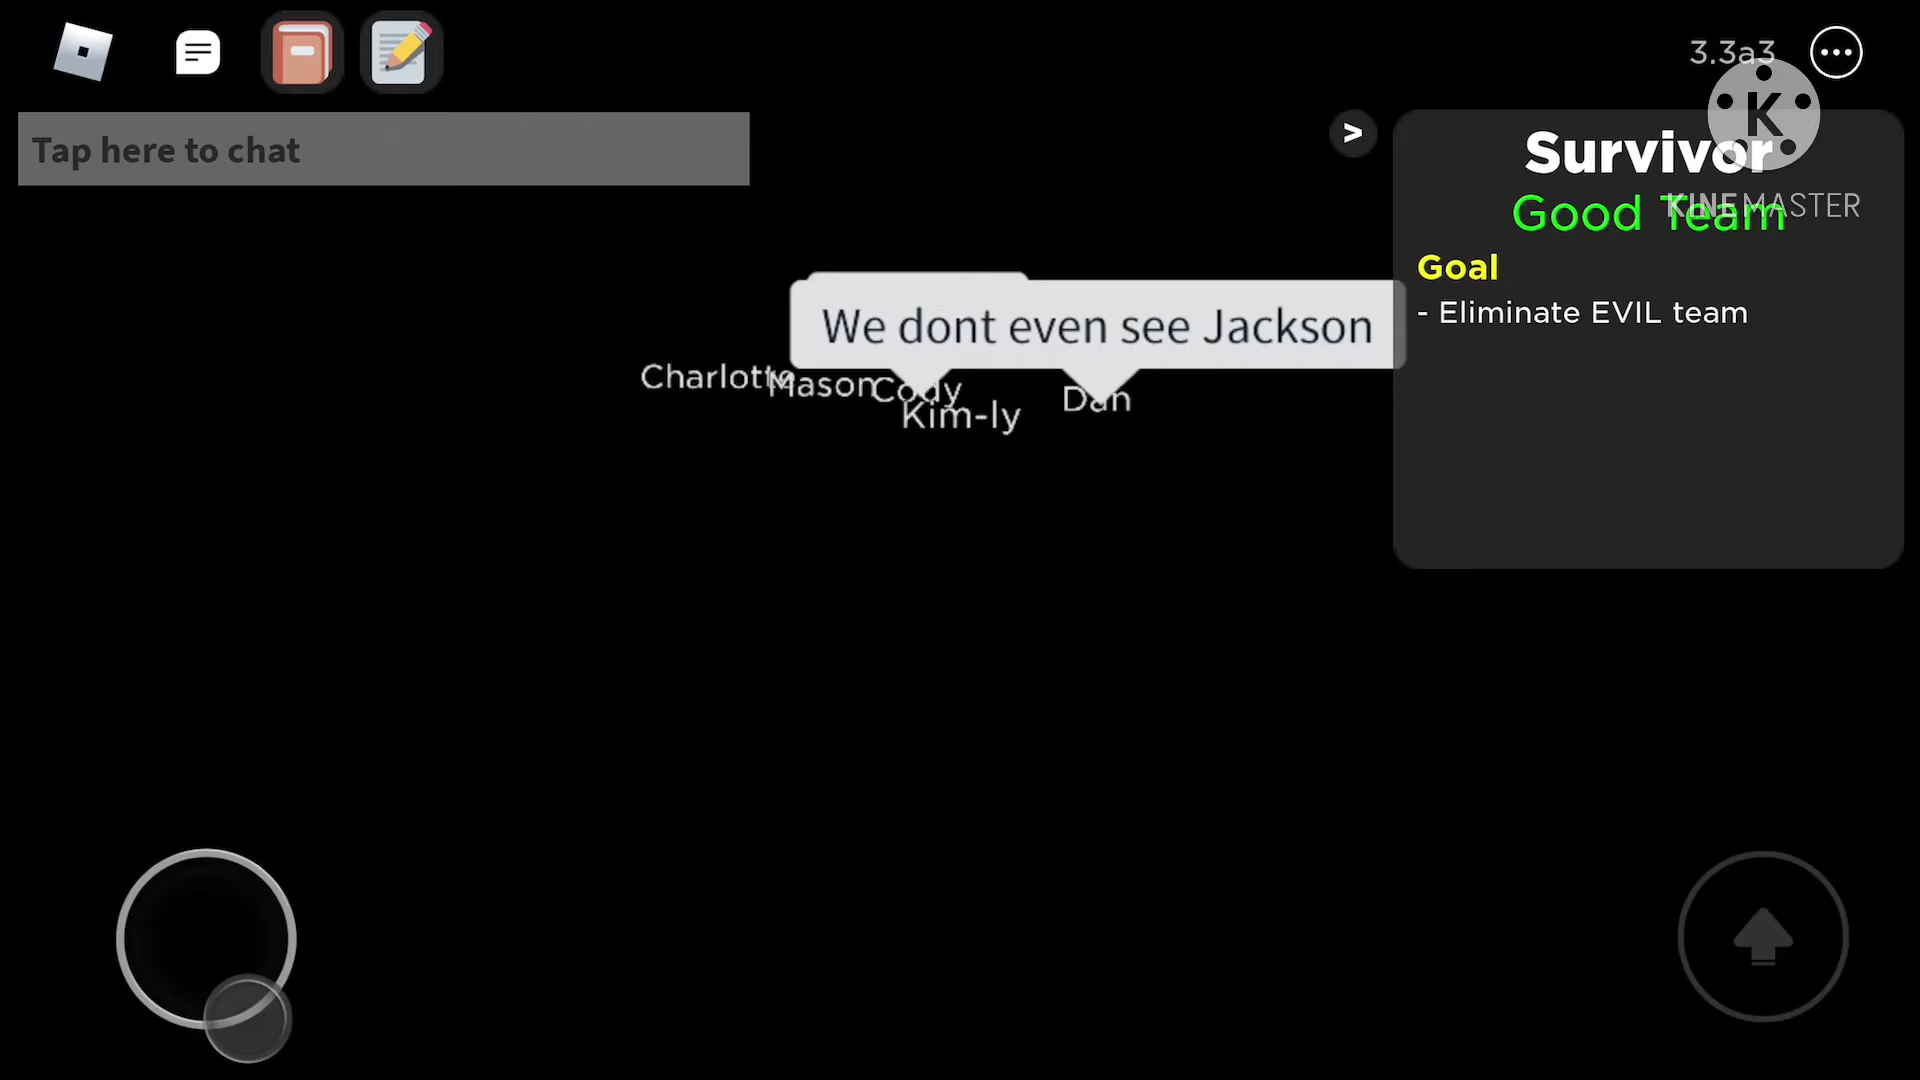 3.3a3
Tap here to chat
>
Survivor
K
Good Team
KINEMASTER
Goal
- Eliminate EVIL team
We dont even see Jackson
Charlotte
Mason
Cody
Dan
Kim-ly